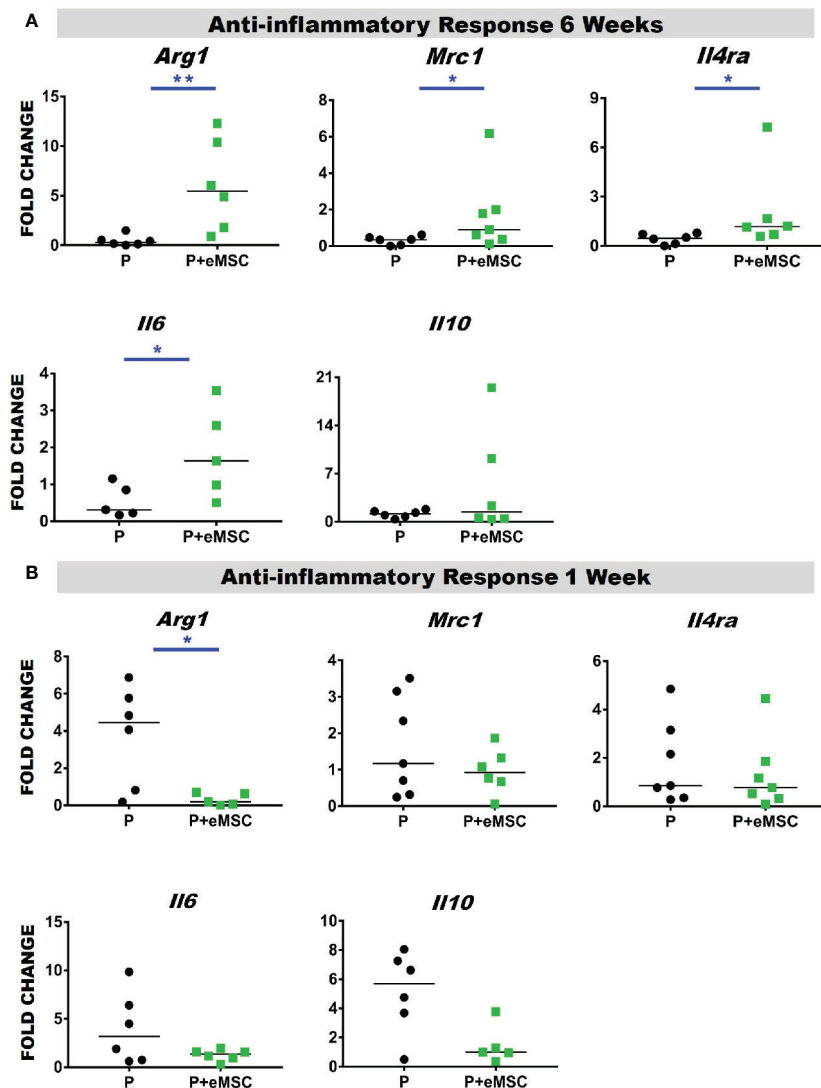 A
Anti-inflammatory Response 6 Weeks
Arg1
Mrc1
Il4ra
**
*
*
FOLD CHANGE
15
10
5
0
P
P+eMSC
8
6
4
2
0
P
P+eMSC
9
6
3
0
P
P+eMSC
Il6
Il10
*
FOLD CHANGE
4
3
2
1
0
P
P+eMSC
21
14
7
0
P
P+eMSC
B
Anti-inflammatory Response 1 Week
Arg1
Mrc1
Il4ra
*
FOLD CHANGE
8
6
4
2
0
P
P+eMSC
4
3
2
1
0
P
P+eMSC
6
4
2
0
P
P+eMSC
Il6
Il10
FOLD CHANGE
15
10
5
0
P
P+eMSC
10
8
6
4
2
0
P
P+eMSC